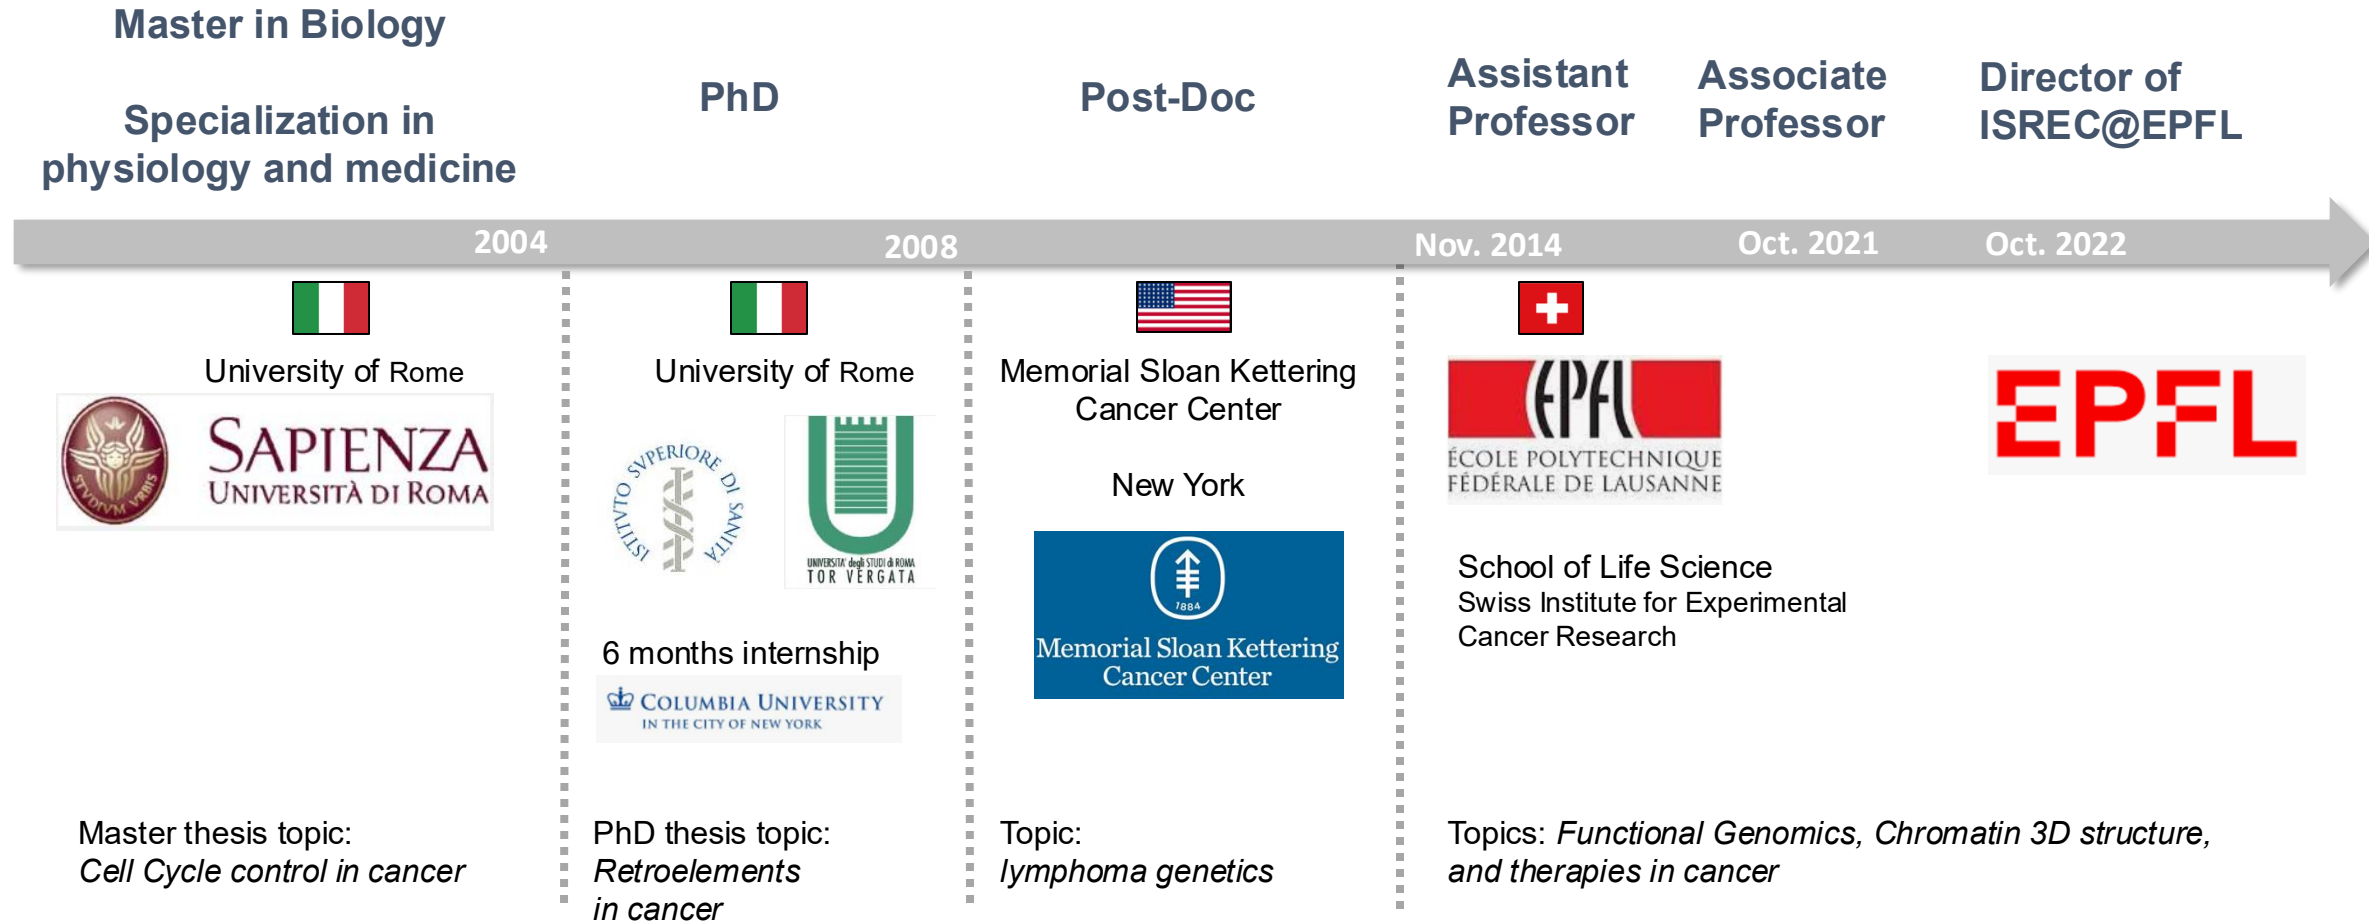 Master in Biology
Specialization in
physiology and medicine
PhD
Post-Doc
Assistant
Professor
Associate
Professor
Director of
ISREC@EPFL
2004
2008
Nov. 2014
Oct. 2021
Oct. 2022
University of Rome
STVDIVM VRBIS
SAPIENZA
UNIVERSITÀ DI ROMA
Master thesis topic:
Cell Cycle control in cancer
University of Rome
ISTITVTO SVPERIORE DI SANITÀ
UNIVERSITA' degli STUDI di ROMA
TOR VERGATA
6 months internship
COLUMBIA UNIVERSITY
IN THE CITY OF NEW YORK
PhD thesis topic:
Retroelements
in cancer
Memorial Sloan Kettering
Cancer Center
New York
1884
Memorial Sloan Kettering
Cancer Center
Topic:
lymphoma genetics
EPFL
ÉCOLE POLYTECHNIQUE
FÉDÉRALE DE LAUSANNE
School of Life Science
Swiss Institute for Experimental
Cancer Research
EPFL
Topics: Functional Genomics, Chromatin 3D structure,
and therapies in cancer